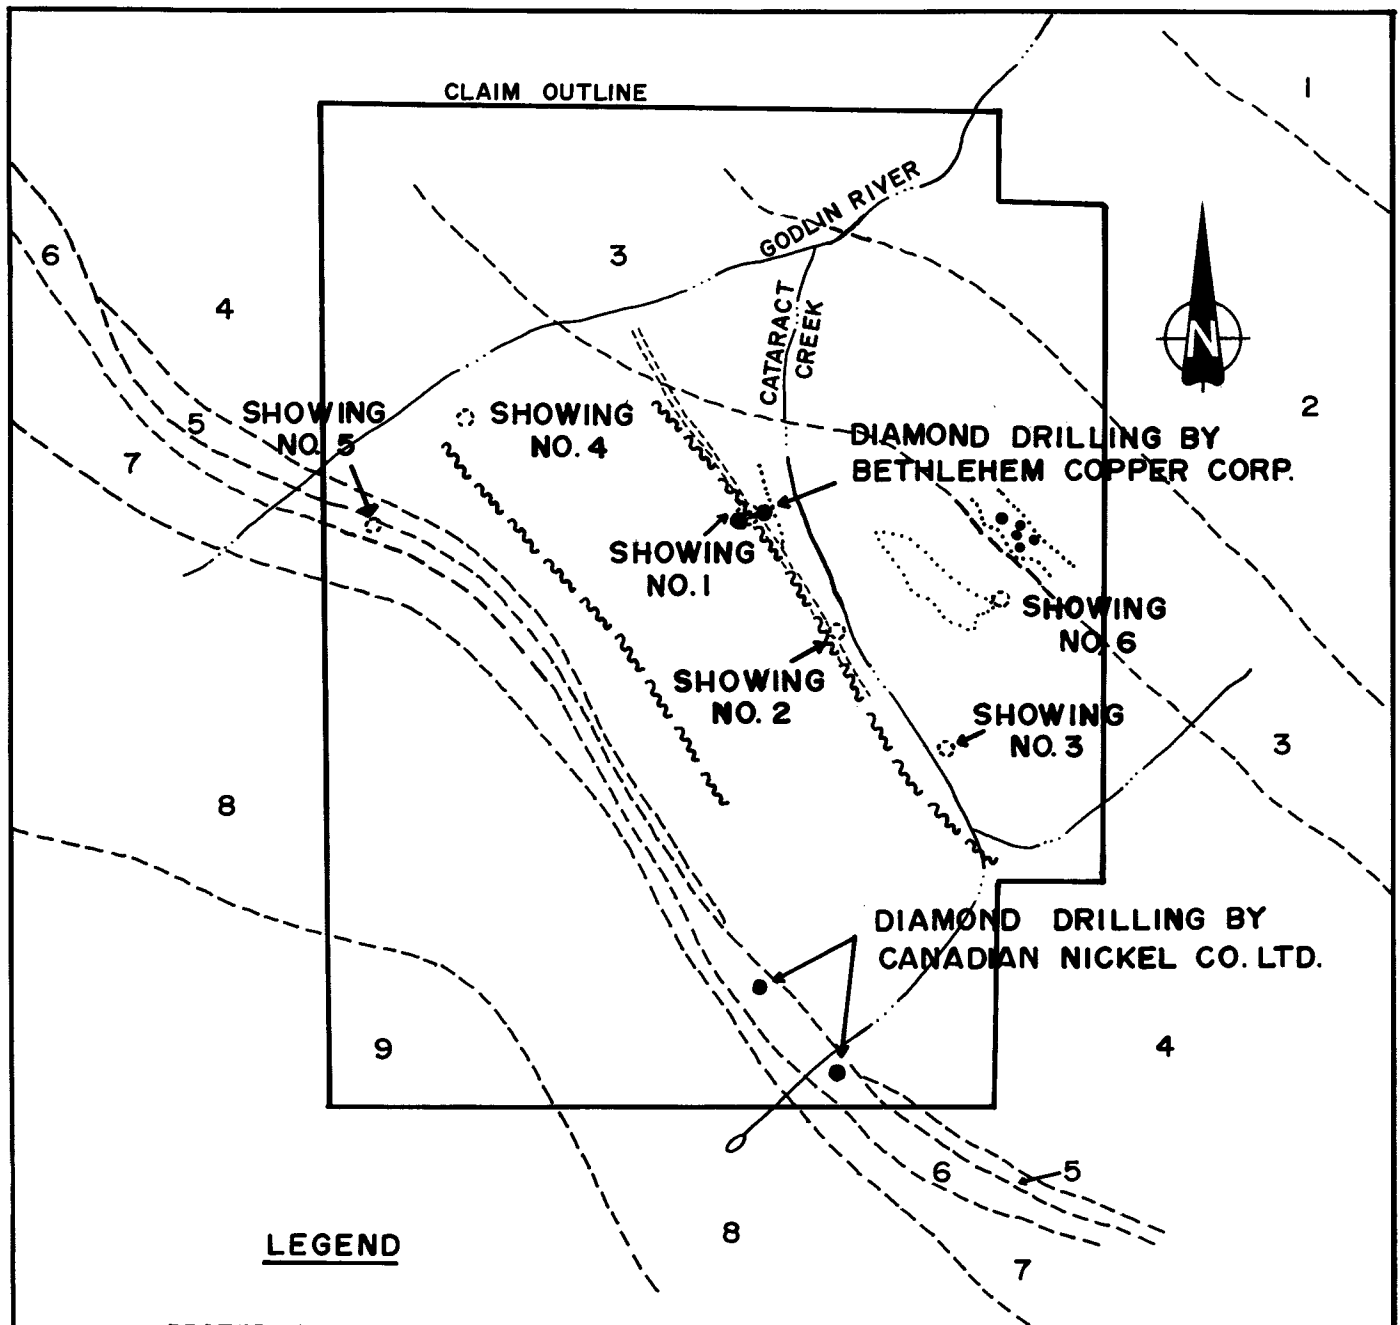 CLAIM OUTLINE
1
GODLIN RIVER
3
6
4
CATARACT
CREEK
N
2
SHOWING
NO. 5
5
SHOWING
NO. 4
7
DIAMOND DRILLING BY
BETHLEHEM COPPER CORP.
SHOWING
NO. 1
SHOWING
NO. 6
SHOWING
NO. 2
SHOWING
NO. 3
3
8
DIAMOND DRILLING BY
CANADIAN NICKEL CO. LTD.
9
4
6
5
8
7
LEGEND